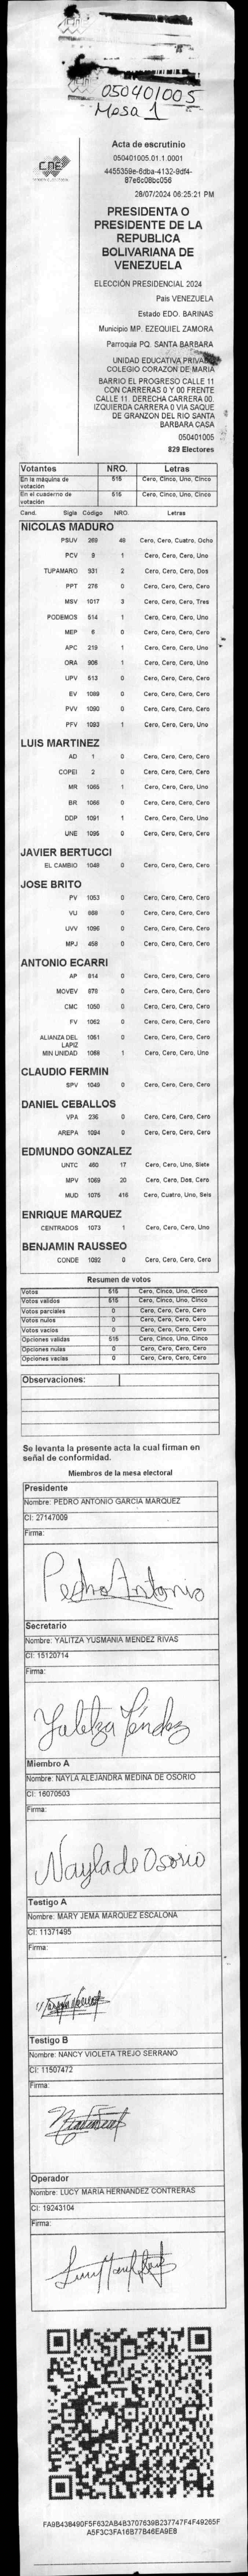 050401005
Mesa 1
CNE
Acta de escrutinio
050401005.01.1.0001
4455359e-6dba-4132-9df4-
87e6c08bc056
28/07/2024 06:25:21 PM
PRESIDENTA O
PRESIDENTE DE LA
REPUBLICA
BOLIVARIANA DE
VENEZUELA
ELECCIÓN PRESIDENCIAL 2024
Pais VENEZUELA
Estado EDO. BARINAS
Municipio MP. EZEQUIEL ZAMORA
Parroquia PQ. SANTA BARBARA
UNIDAD EDUCATIVA PRIVADA
COLEGIO CORAZON DE MARIA
BARRIO EL PROGRESO CALLE 11
CON CARRERAS 0 Y 00 FRENTE
CALLE 11. DERECHA CARRERA 00.
IZQUIERDA CARRERA 0 VIA SAQUE
DE GRANZON DEL RIO SANTA
BARBARA CASA
050401005
829 Electores
Votantes NRO. Letras
En la máquina de votación 515 Cero, Cinco, Uno, Cinco
En el cuaderno de votación 515 Cero, Cinco, Uno, Cinco
Cand. Sigla Código NRO. Letras
NICOLAS MADURO
PSUV 269 48 Cero, Cero, Cuatro, Ocho
PCV 9 1 Cero, Cero, Cero, Uno
TUPAMARO 931 2 Cero, Cero, Cero, Dos
PPT 276 0 Cero, Cero, Cero, Cero
MSV 1017 3 Cero, Cero, Cero, Tres
PODEMOS 514 1 Cero, Cero, Cero, Uno
MEP 6 0 Cero, Cero, Cero, Cero
APC 219 1 Cero, Cero, Cero, Uno
ORA 906 1 Cero, Cero, Cero, Uno
UPV 513 0 Cero, Cero, Cero, Cero
EV 1089 0 Cero, Cero, Cero, Cero
PVV 1090 0 Cero, Cero, Cero, Cero
PFV 1093 1 Cero, Cero, Cero, Uno
LUIS MARTINEZ
AD 1 0 Cero, Cero, Cero, Cero
COPEI 2 0 Cero, Cero, Cero, Cero
MR 1065 1 Cero, Cero, Cero, Uno
BR 1066 0 Cero, Cero, Cero, Cero
DDP 1091 1 Cero, Cero, Cero, Uno
UNE 1095 0 Cero, Cero, Cero, Cero
JAVIER BERTUCCI
EL CAMBIO 1048 0 Cero, Cero, Cero, Cero
JOSE BRITO
PV 1053 0 Cero, Cero, Cero, Cero
VU 868 0 Cero, Cero, Cero, Cero
UVV 1096 0 Cero, Cero, Cero, Cero
MPJ 458 0 Cero, Cero, Cero, Cero
ANTONIO ECARRI
AP 814 0 Cero, Cero, Cero, Cero
MOVEV 878 0 Cero, Cero, Cero, Cero
CMC 1050 0 Cero, Cero, Cero, Cero
FV 1062 0 Cero, Cero, Cero, Cero
ALIANZA DEL LAPIZ 1061 0 Cero, Cero, Cero, Cero
MIN UNIDAD 1068 1 Cero, Cero, Cero, Uno
CLAUDIO FERMIN
SPV 1049 0 Cero, Cero, Cero, Cero
DANIEL CEBALLOS
VPA 236 0 Cero, Cero, Cero, Cero
AREPA 1094 0 Cero, Cero, Cero, Cero
EDMUNDO GONZALEZ
UNTC 460 17 Cero, Cero, Uno, Siete
MPV 1069 20 Cero, Cero, Dos, Cero
MUD 1075 416 Cero, Cuatro, Uno, Seis
ENRIQUE MARQUEZ
CENTRADOS 1073 1 Cero, Cero, Cero, Uno
BENJAMIN RAUSSEO
CONDE 1092 0 Cero, Cero, Cero, Cero
Resumen de votos
Votos 515 Cero, Cinco, Uno, Cinco
Votos válidos 515 Cero, Cinco, Uno, Cinco
Votos parciales 0 Cero, Cero, Cero, Cero
Votos nulos 0 Cero, Cero, Cero, Cero
Votos vacios 0 Cero, Cero, Cero, Cero
Opciones válidas 515 Cero, Cinco, Uno, Cinco
Opciones nulas 0 Cero, Cero, Cero, Cero
Opciones vacias 0 Cero, Cero, Cero, Cero
Observaciones:
Se levanta la presente acta la cual firman en
señal de conformidad.
Miembros de la mesa electoral
Presidente
Nombre: PEDRO ANTONIO GARCIA MARQUEZ
CI: 27147009
Firma:
Pedro Antonio
Secretario
Nombre: YALITZA YUSMANIA MENDEZ RIVAS
CI: 15120714
Firma:
Yalitza Méndez
Miembro A
Nombre: NAYLA ALEJANDRA MEDINA DE OSORIO
CI: 16070503
Firma:
Nayla de Osorio
Testigo A
Nombre: MARY JEMA MARQUEZ ESCALONA
CI: 11371495
Firma:
Testigo B
Nombre: NANCY VIOLETA TREJO SERRANO
CI: 11507472
Firma:
Operador
Nombre: LUCY MARIA HERNANDEZ CONTRERAS
CI: 19243104
Firma:
FA9B436490F5F632AB4B3707639B237747F4F49265F
A5F3C3FA16B77B46EA9E8